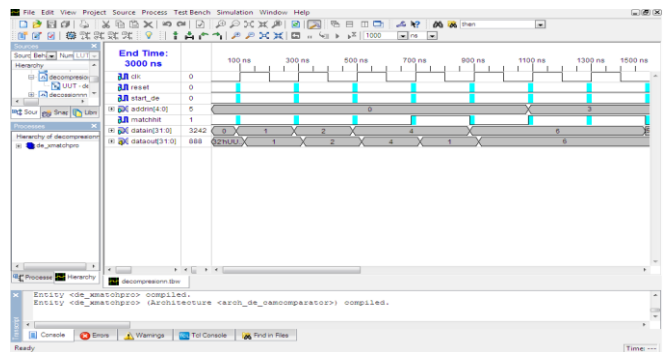 File Edit View Project Source Process Test Bench Simulation Window Help
then
1000 ns
Sources
Hierarchy
decompressio
UUT - de
decossionn
Sour Snap Libra
Processes
Hierarchy of decompressionn
de_xmatchpro
Processe Hierarchy
End Time:
3000 ns
100 ns 300 ns 500 ns 700 ns 900 ns 1100 ns 1300 ns 1500 ns
clk 0
reset 0
start_de 0
addrin[4:0] 5 0 3
matchhit 1
datain[31:0] 3242 0 1 2 4 6
dataout[31:0] 888 1 2 4 1 6
decompressionn.tbw
Entity <de_xmatchpro> compiled.
Entity <de_xmatchpro> (Architecture <arch_de_camcomparator>) compiled.
Console Errors Warnings Tcl Console Find in Files
Ready
Time: ---